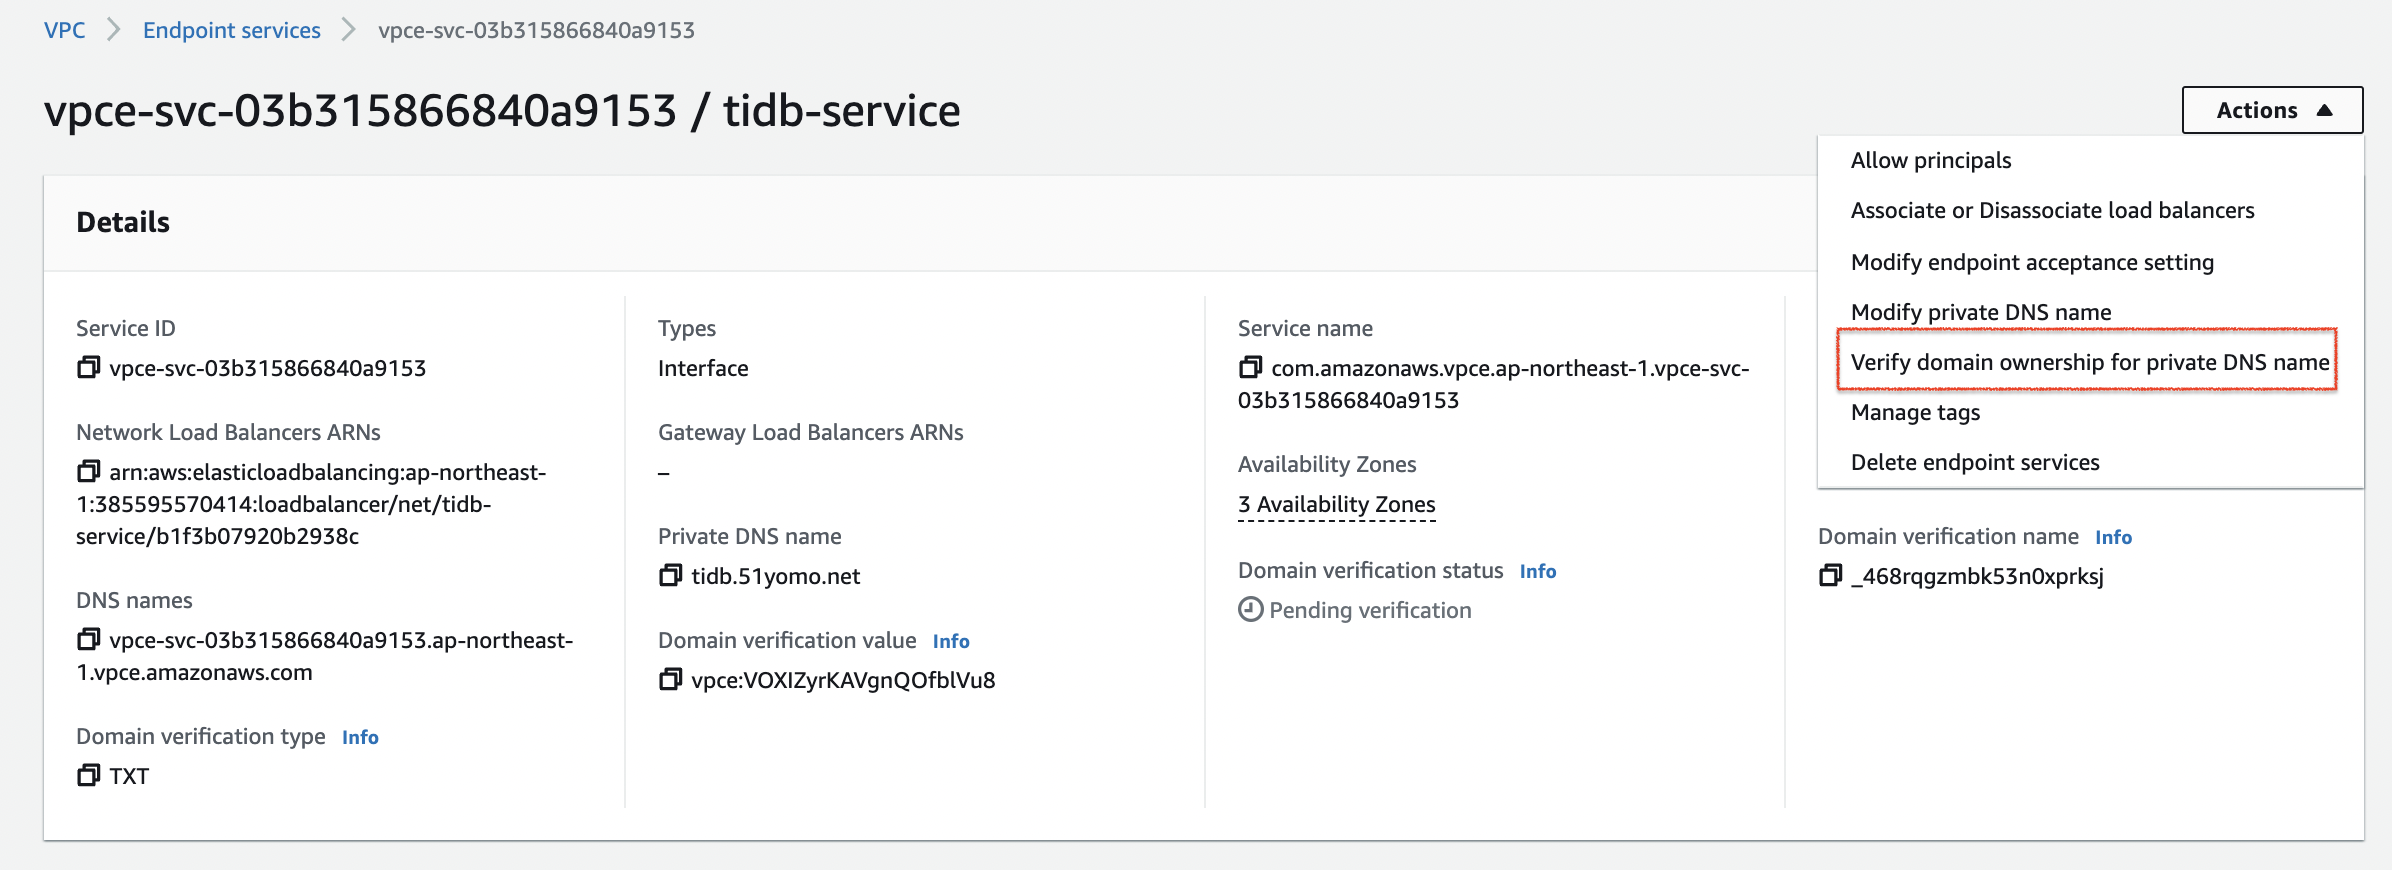 VPC
Endpoint services
vpce-svc-03b315866840a9153
vpce-svc-03b315866840a9153 / tidb-service
Actions
Allow principals
Associate or Disassociate load balancers
Modify endpoint acceptance setting
Modify private DNS name
Verify domain ownership for private DNS name
Manage tags
Delete endpoint services
Details
Service ID
vpce-svc-03b315866840a9153
Network Load Balancers ARNs
arn:aws:elasticloadbalancing:ap-northeast-
1:385595570414:loadbalancer/net/tidb-
service/b1f3b07920b2938c
DNS names
vpce-svc-03b315866840a9153.ap-northeast-
1.vpce.amazonaws.com
Domain verification type Info
TXT
Types
Interface
Gateway Load Balancers ARNs
–
Private DNS name
tidb.51yomo.net
Domain verification value Info
vpce:VOXIZyrKAVgnQOfblVu8
Service name
com.amazonaws.vpce.ap-northeast-1.vpce-svc-
03b315866840a9153
Availability Zones
3 Availability Zones
Domain verification status Info
Pending verification
Domain verification name Info
_468rqgzmbk53n0xprksj